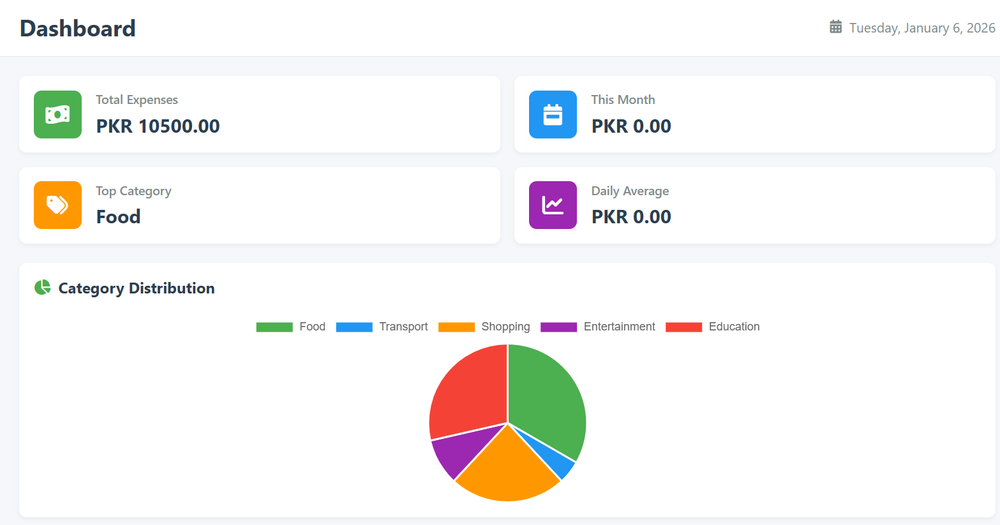 Dashboard
Tuesday, January 6, 2026
Total Expenses
PKR 10500.00
This Month
PKR 0.00
Top Category
Food
Daily Average
PKR 0.00
Category Distribution
Food Transport Shopping Entertainment Education